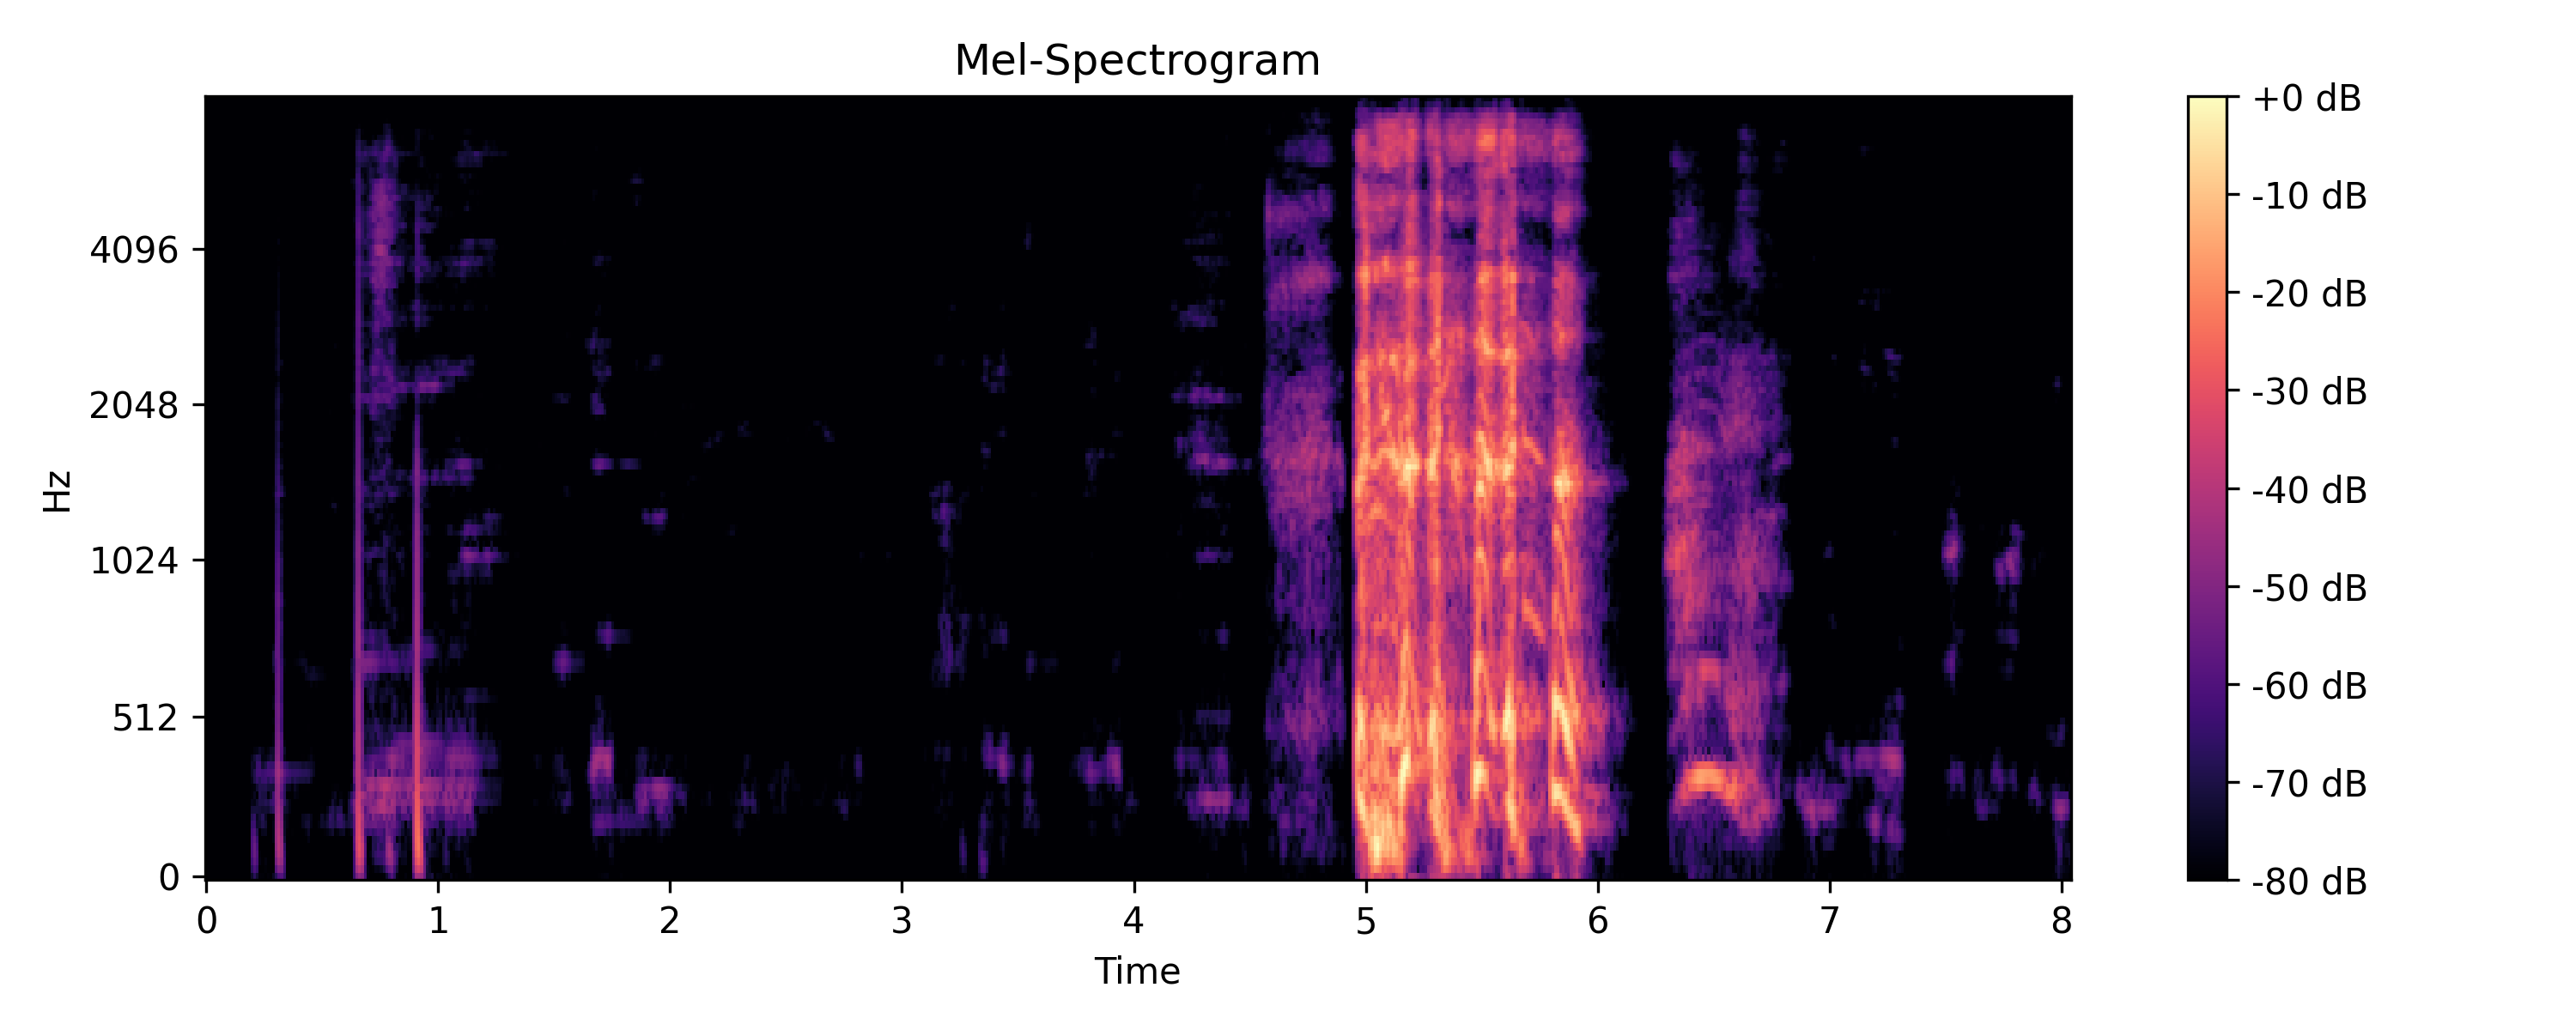 Mel-Spectrogram
+0 dB
-10 dB
-20 dB
-30 dB
-40 dB
-50 dB
-60 dB
-70 dB
-80 dB
4096
2048
1024
512
0
Hz
0 1 2 3 4 5 6 7 8
Time